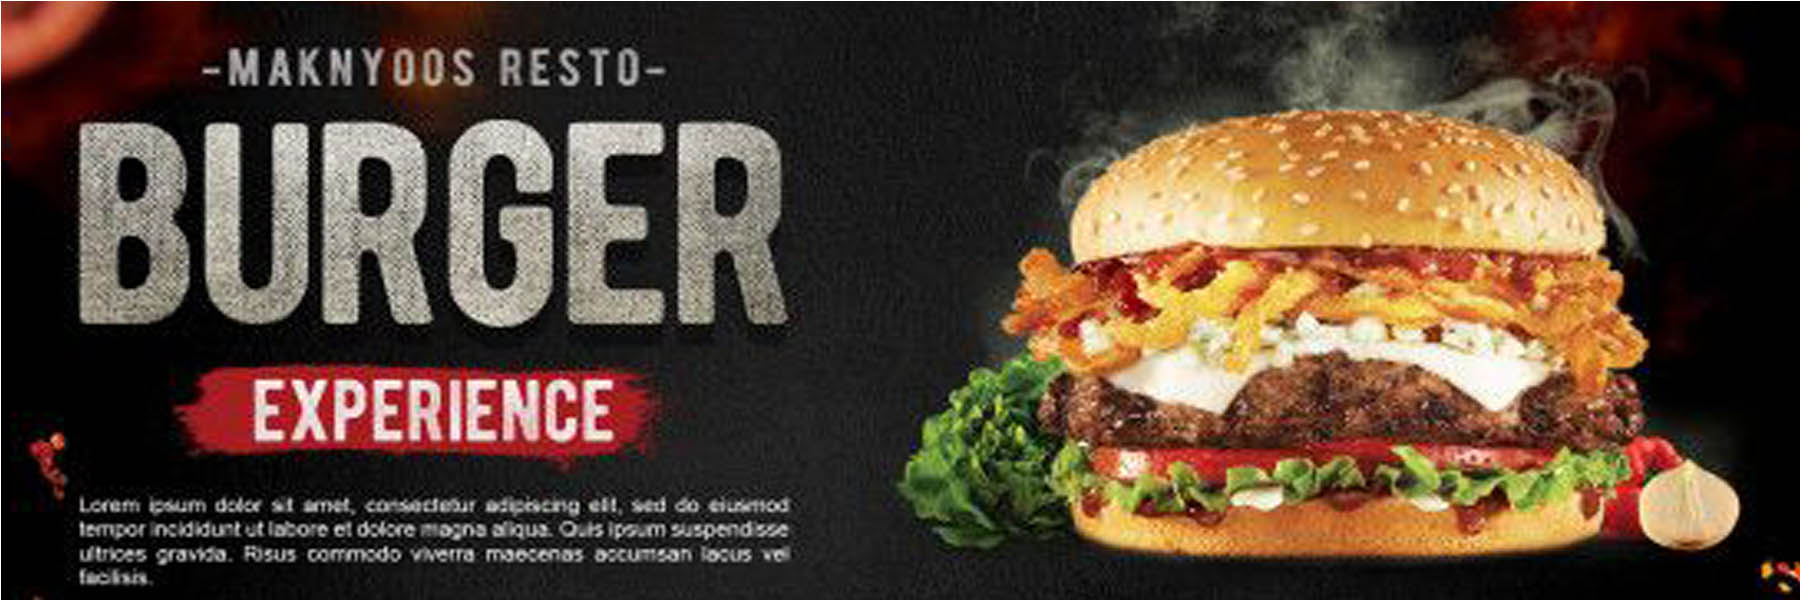 -MAKNYOOS RESTO-
BURGER
EXPERIENCE
Lorem ipsum dolor sit amet, consectetur adipiscing elit, sed do eiusmod
tempor incididunt ut labore et dolore magna aliqua. Quis ipsum suspendisse
ultrices gravida. Risus commodo viverra maecenas accumsan lacus vel
facilisis.